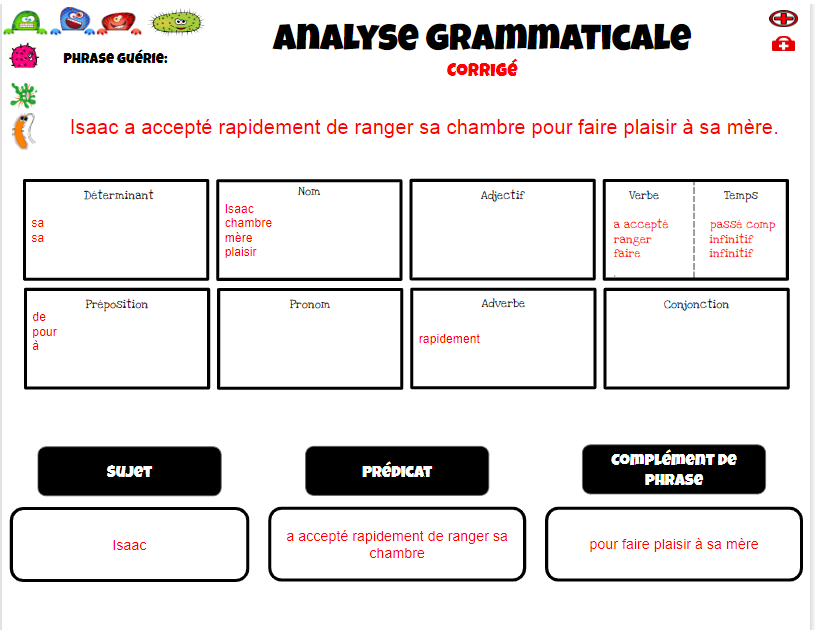 Analyse Grammaticale
Phrase guérie:
Corrigé
Isaac a accepté rapidement de ranger sa chambre pour faire plaisir à sa mère.
Déterminant
sa
sa
Nom
Isaac
chambre
mère
plaisir
Adjectif
Verbe
a accepté
ranger
faire
Temps
passé comp
infinitif
infinitif
Préposition
de
pour
à
Pronom
Adverbe
rapidement
Conjonction
Sujet
Prédicat
Complément de
phrase
Isaac
a accepté rapidement de ranger sa
chambre
pour faire plaisir à sa mère